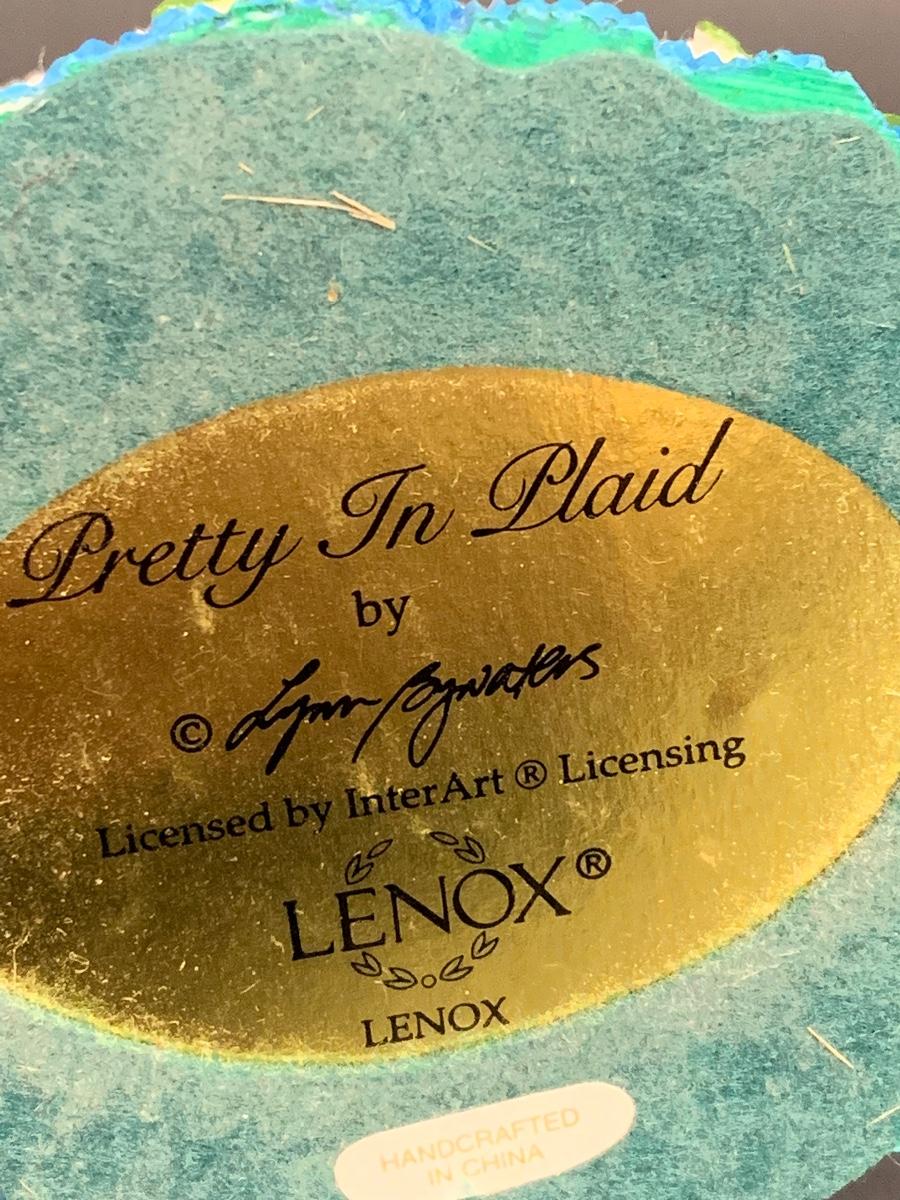 Pretty In Plaid
by
© Lynn Bywaters
Licensed by InterArt ® Licensing
LENOX®
LENOX
HANDCRAFTED
IN CHINA